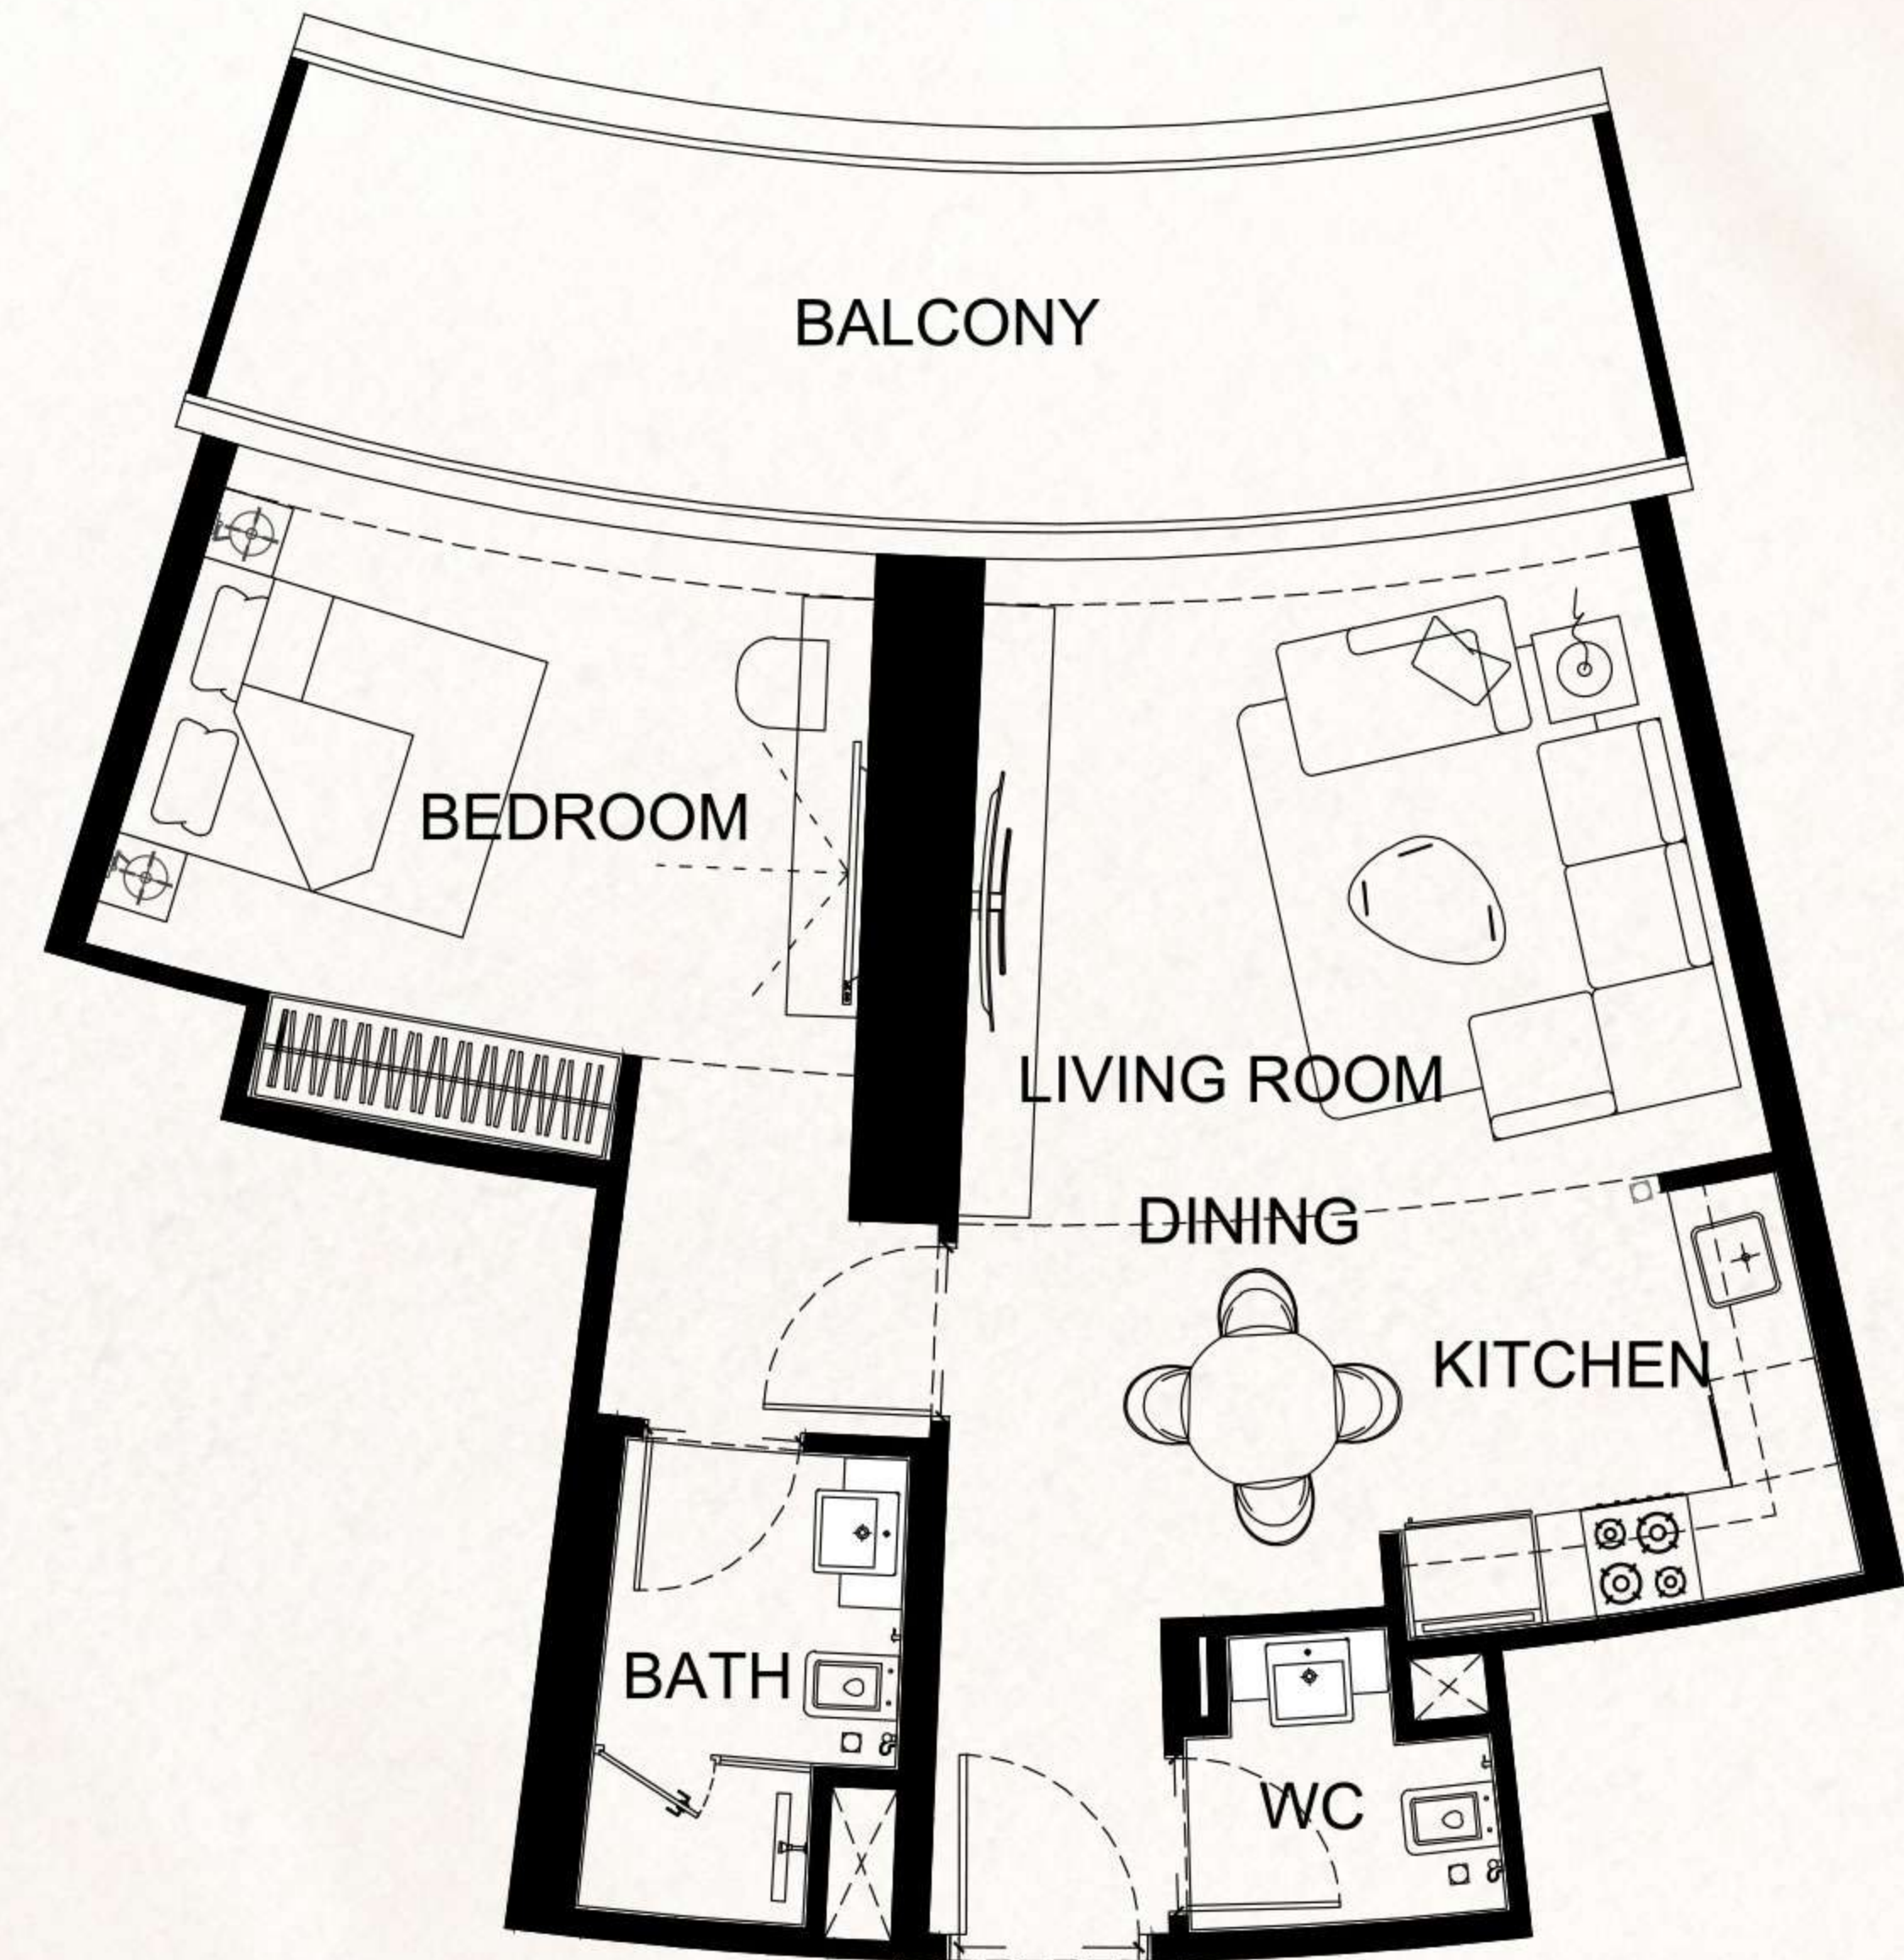 BALCONY
BEDROOM
LIVING ROOM
DINING
KITCHEN
BATH
WC